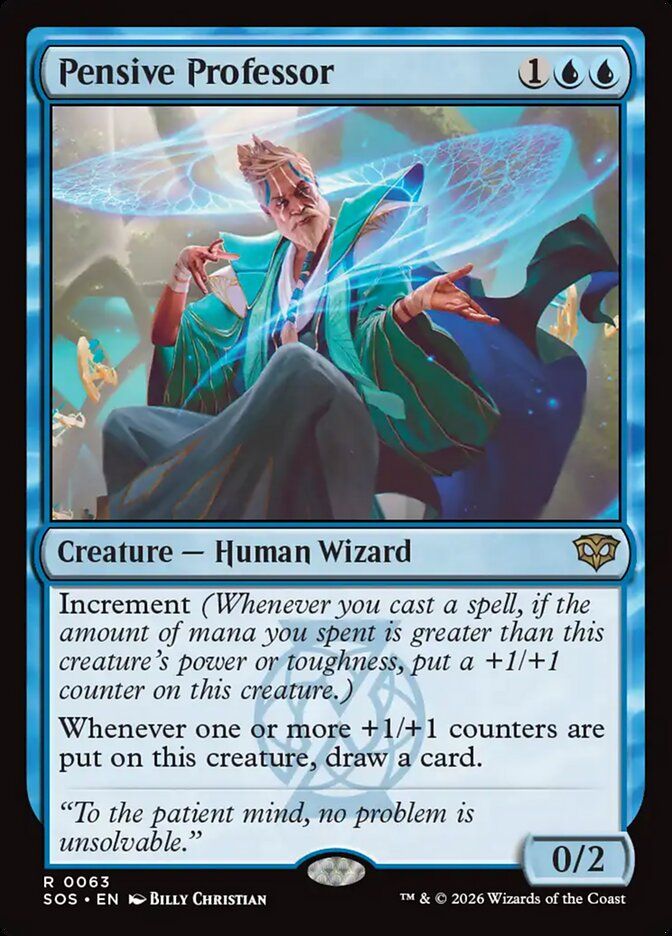 Pensive Professor 1
Creature — Human Wizard
Increment (Whenever you cast a spell, if the
amount of mana you spent is greater than this
creature's power or toughness, put a +1/+1
counter on this creature.)
Whenever one or more +1/+1 counters are
put on this creature, draw a card.
“To the patient mind, no problem is
unsolvable.”
0/2
R 0063
SOS • EN Billy Christian
™ & © 2026 Wizards of the Coast